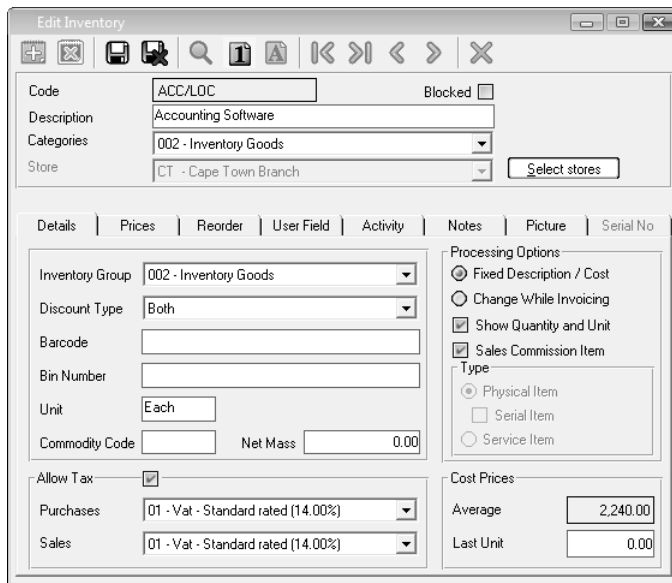 Edit Inventory
1 A
Code ACC/LOC Blocked
Description Accounting Software
Categories 002 - Inventory Goods
Store CT - Cape Town Branch Select stores
Details Prices Reorder User Field Activity Notes Picture Serial No
Inventory Group 002 - Inventory Goods
Discount Type Both
Barcode
Bin Number
Unit Each
Commodity Code Net Mass 0.00
Processing Options
Fixed Description / Cost
Change While Invoicing
Show Quantity and Unit
Sales Commission Item
Type
Physical Item
Serial Item
Service Item
Allow Tax
Purchases 01 - Vat - Standard rated (14.00%)
Sales 01 - Vat - Standard rated (14.00%)
Cost Prices
Average 2,240.00
Last Unit 0.00